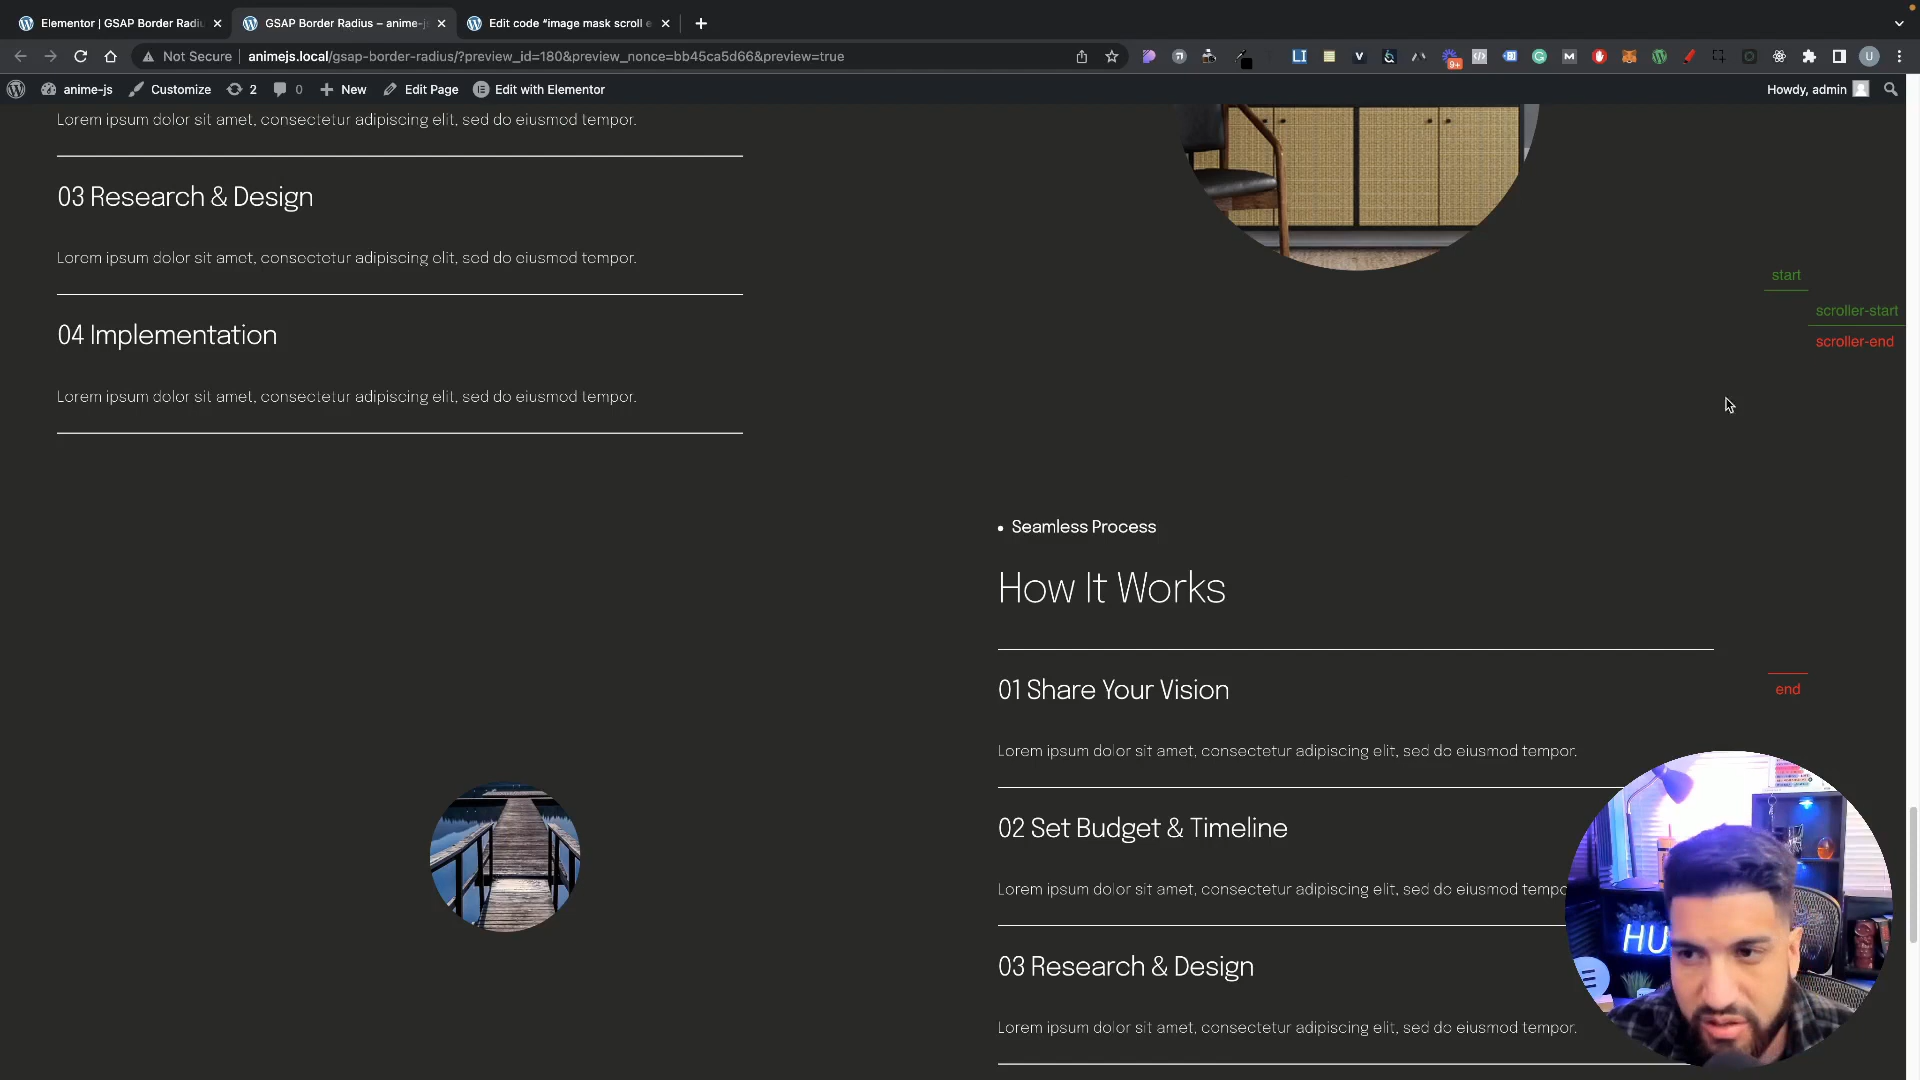 Elementor | GSAP Border Radi
GSAP Border Radius – anime-j
Edit code "image mask scroll e
Not Secure
animejs.local/gsap-border-radius/?preview_id=180&preview_nonce=bb45ca5d66&preview=true
9+
U
anime-js
Customize
2
0
New
Edit Page
Edit with Elementor
Howdy, admin
Lorem ipsum dolor sit amet, consectetur adipiscing elit, sed do eiusmod tempor.
03 Research & Design
Lorem ipsum dolor sit amet, consectetur adipiscing elit, sed do eiusmod tempor.
start
scroller-start
scroller-end
04 Implementation
Lorem ipsum dolor sit amet, consectetur adipiscing elit, sed do eiusmod tempor.
Seamless Process
How It Works
01 Share Your Vision
end
Lorem ipsum dolor sit amet, consectetur adipiscing elit, sed do eiusmod tempor.
02 Set Budget & Timeline
Lorem ipsum dolor sit amet, consectetur adipiscing elit, sed do eiusmod tempo
HU
03 Research & Design
Lorem ipsum dolor sit amet, consectetur adipiscing elit, sed do eiusmod tempor.